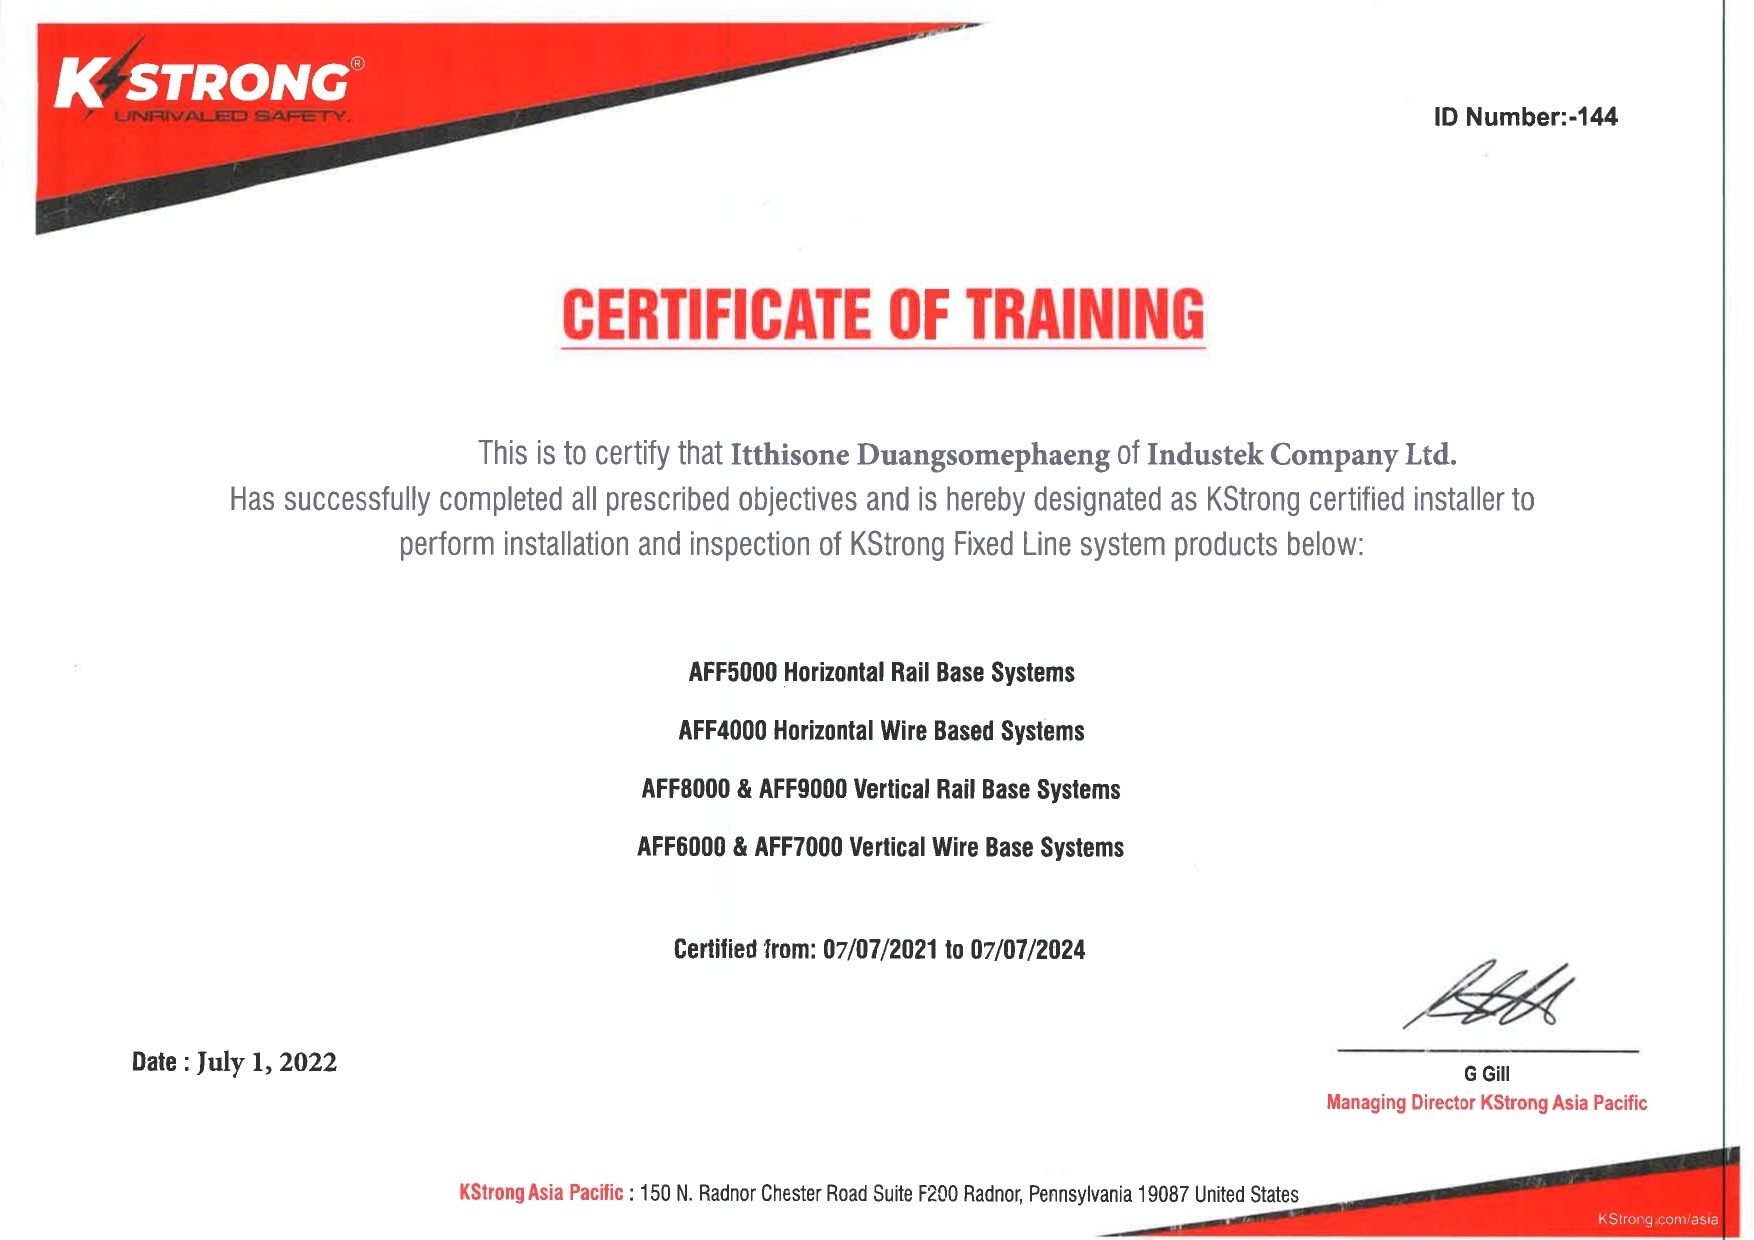 KSTRONG®
UNRIVALED SAFETY.
ID Number:-144
CERTIFICATE OF TRAINING
This is to certify that Itthisone Duangsomephaeng of Industek Company Ltd.
Has successfully completed all prescribed objectives and is hereby designated as KStrong certified installer to
perform installation and inspection of KStrong Fixed Line system products below:
AFF5000 Horizontal Rail Base Systems
AFF4000 Horizontal Wire Based Systems
AFF8000 & AFF9000 Vertical Rail Base Systems
AFF6000 & AFF7000 Vertical Wire Base Systems
Certified from: 07/07/2021 to 07/07/2024
Date : July 1, 2022
G Gill
Managing Director KStrong Asia Pacific
KStrong Asia Pacific : 150 N. Radnor Chester Road Suite F200 Radnor, Pennsylvania 19087 United States
KStrong.com/asia